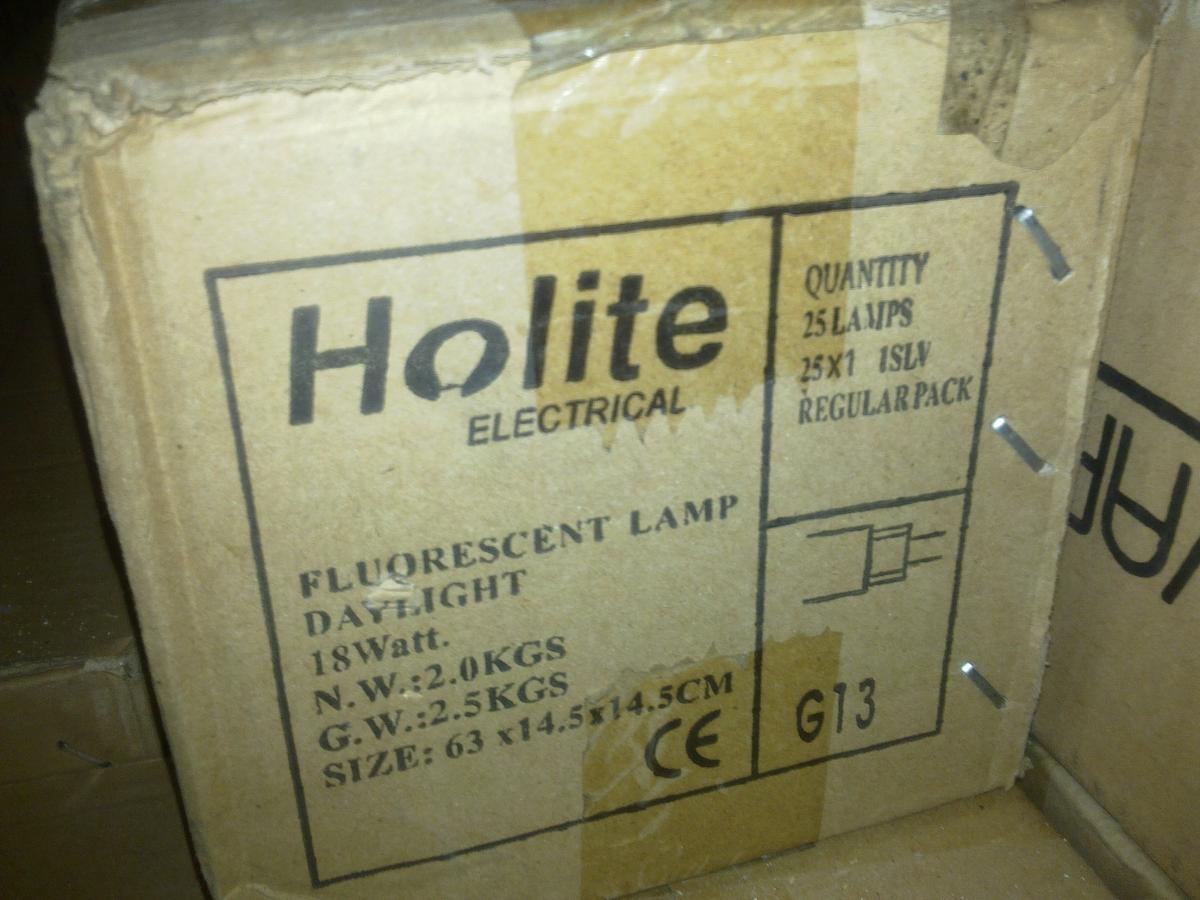 Holite
ELECTRICAL
FLUORESCENT LAMP
DAYLIGHT
18Watt.
N.W.:2.0KGS
G.W.:2.5KGS
SIZE: 63 x14.5x14.5CM
CE
QUANTITY
25 LAMPS
25X1 1SLV
REGULAR PACK
G13